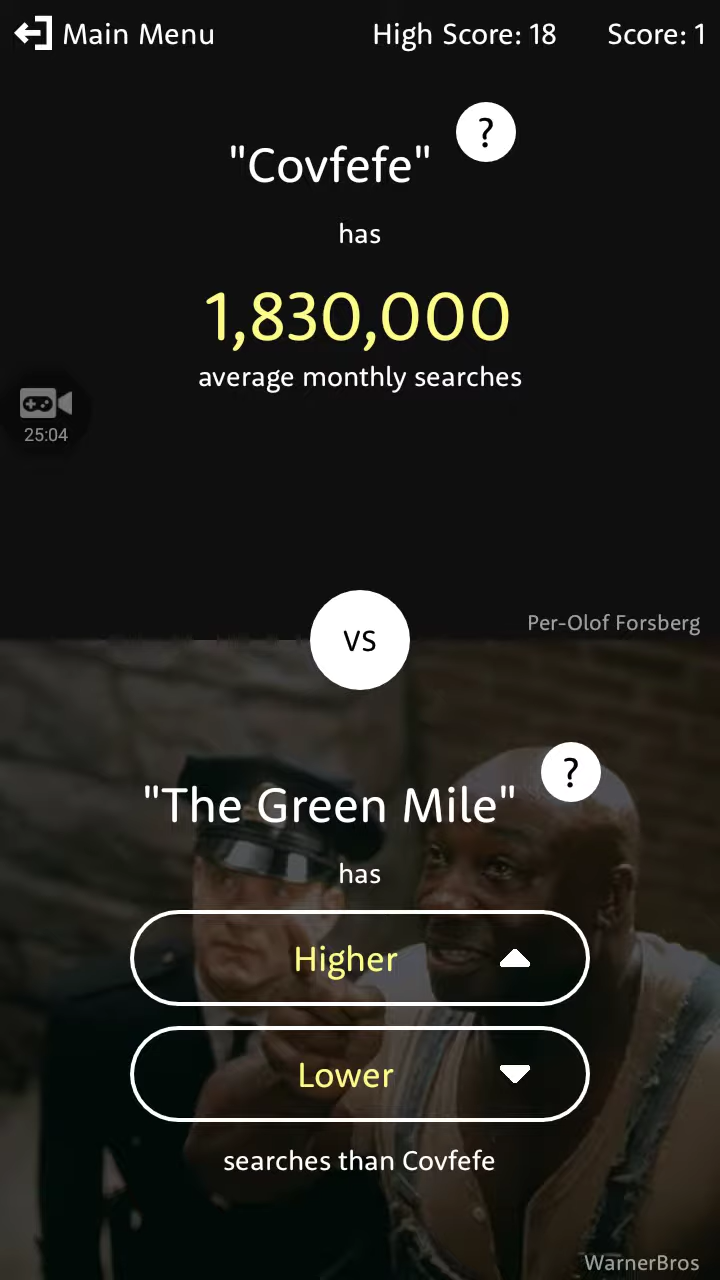 Main Menu
High Score: 18
Score: 1
?
"Covfefe"
has
1,830,000
average monthly searches
25:04
Per-Olof Forsberg
VS
?
"The Green Mile"
has
Higher
Lower
searches than Covfefe
WarnerBros